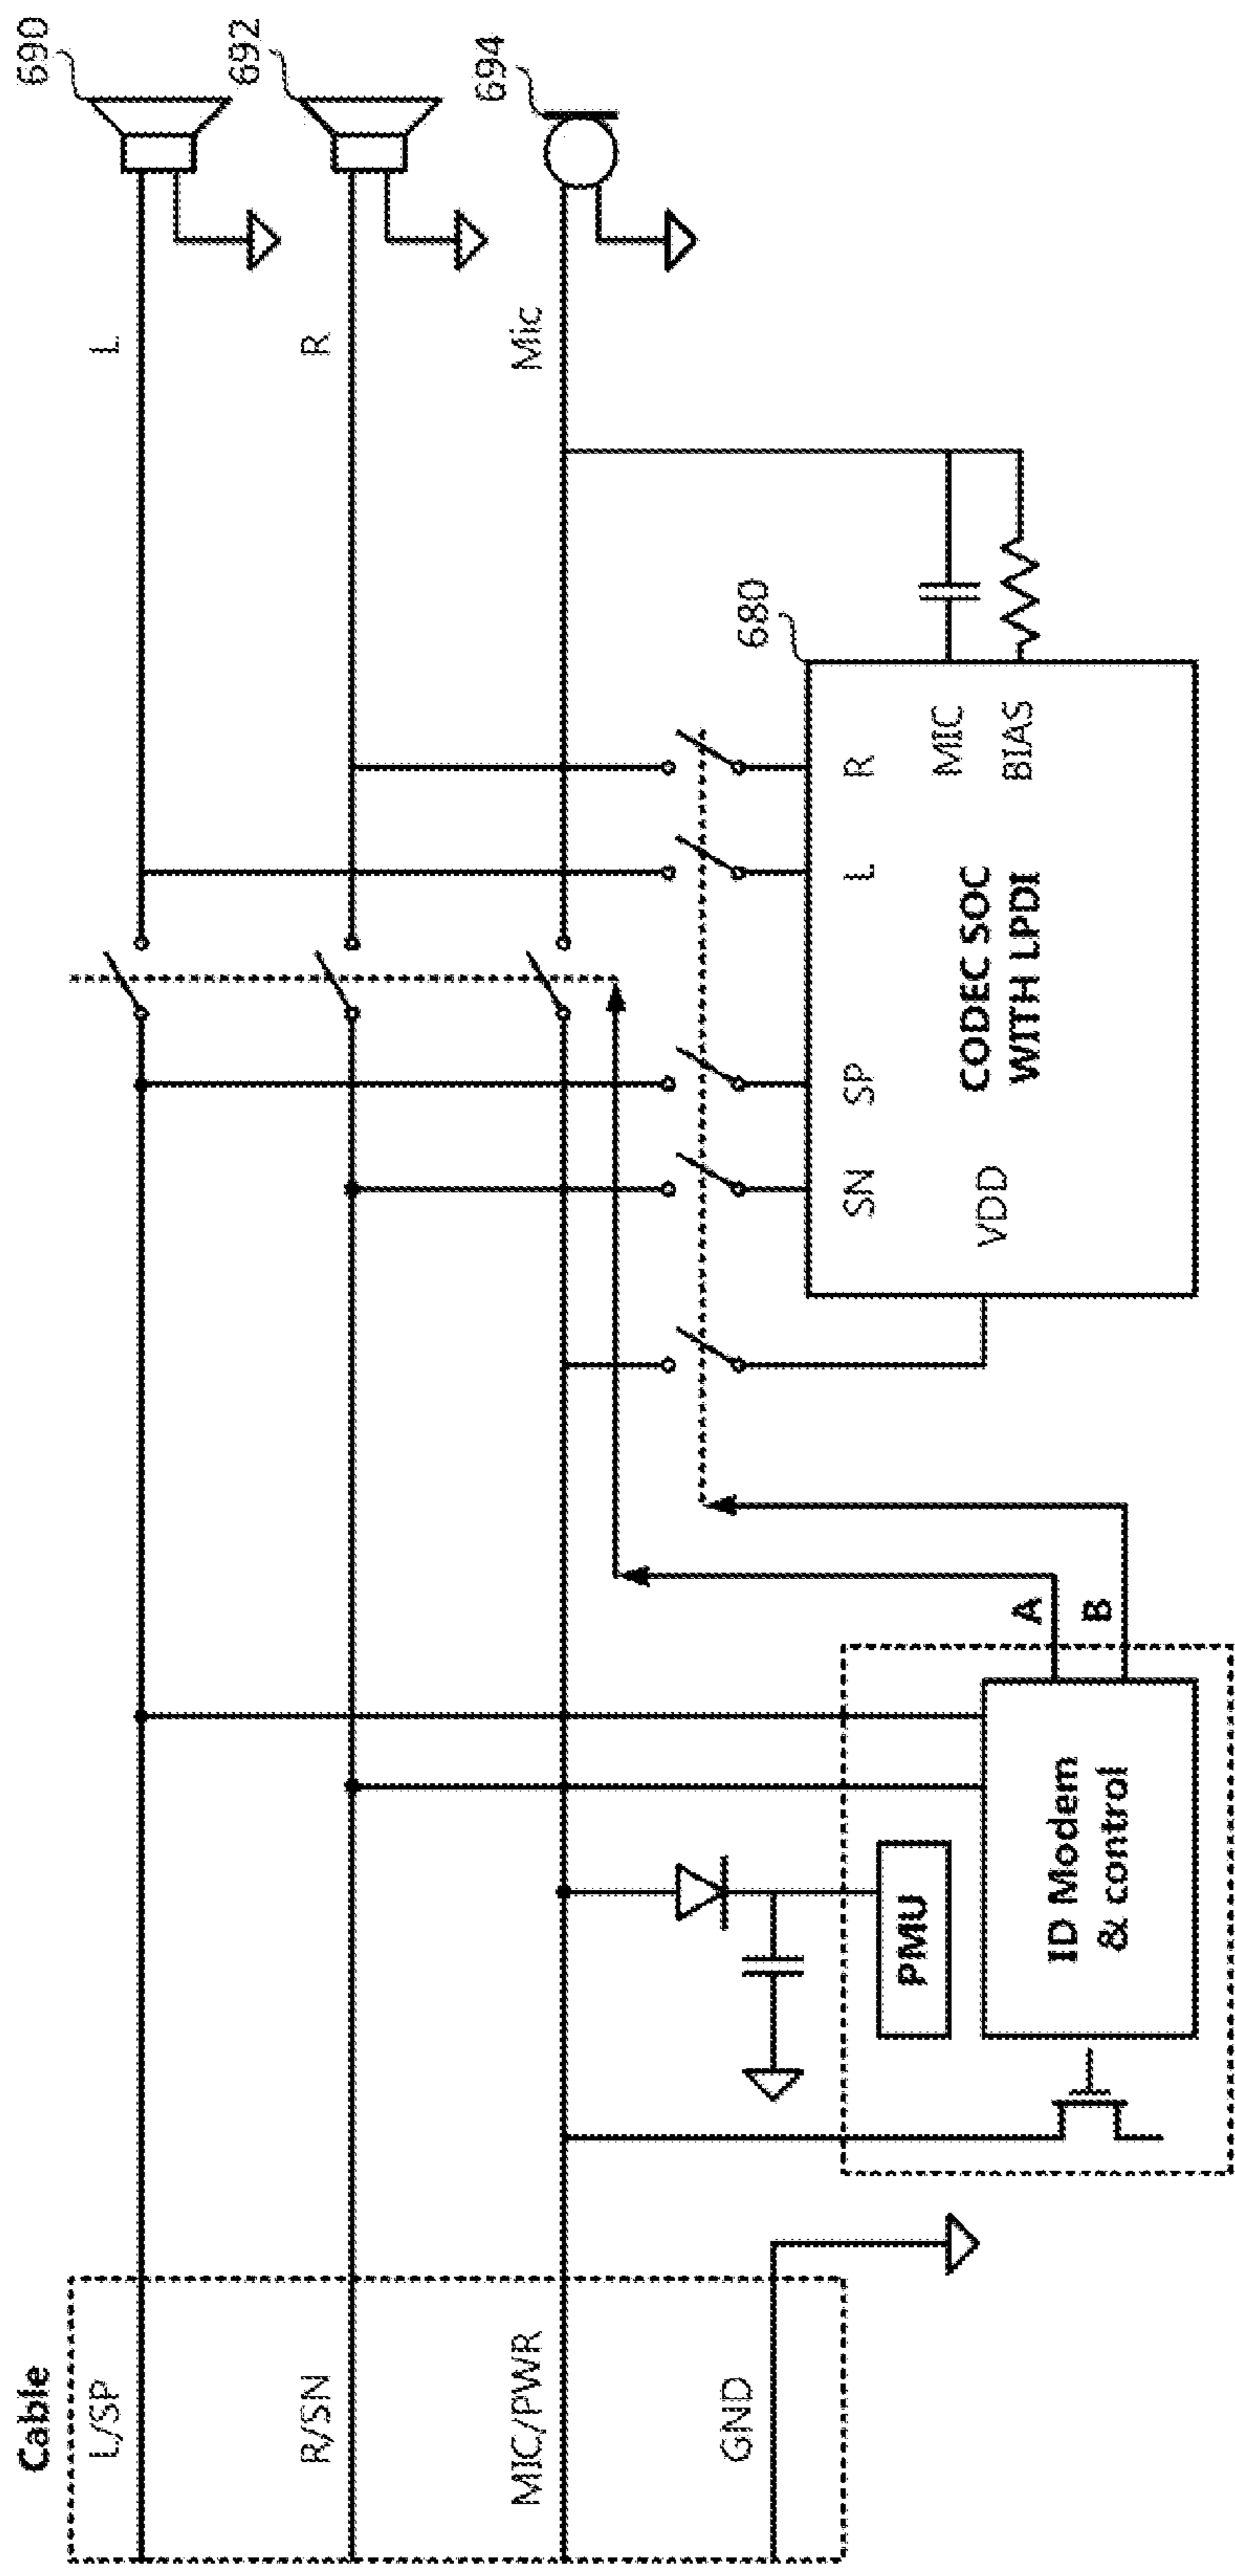 Cable
L/SP
R/SN
MIC/PWR
GND
L
R
Mic
690
692
694
680
SN
SP
L
R
VDD
MIC
BIAS
CODEC SOC
WITH LPDI
A
B
PMU
ID Modem
& control